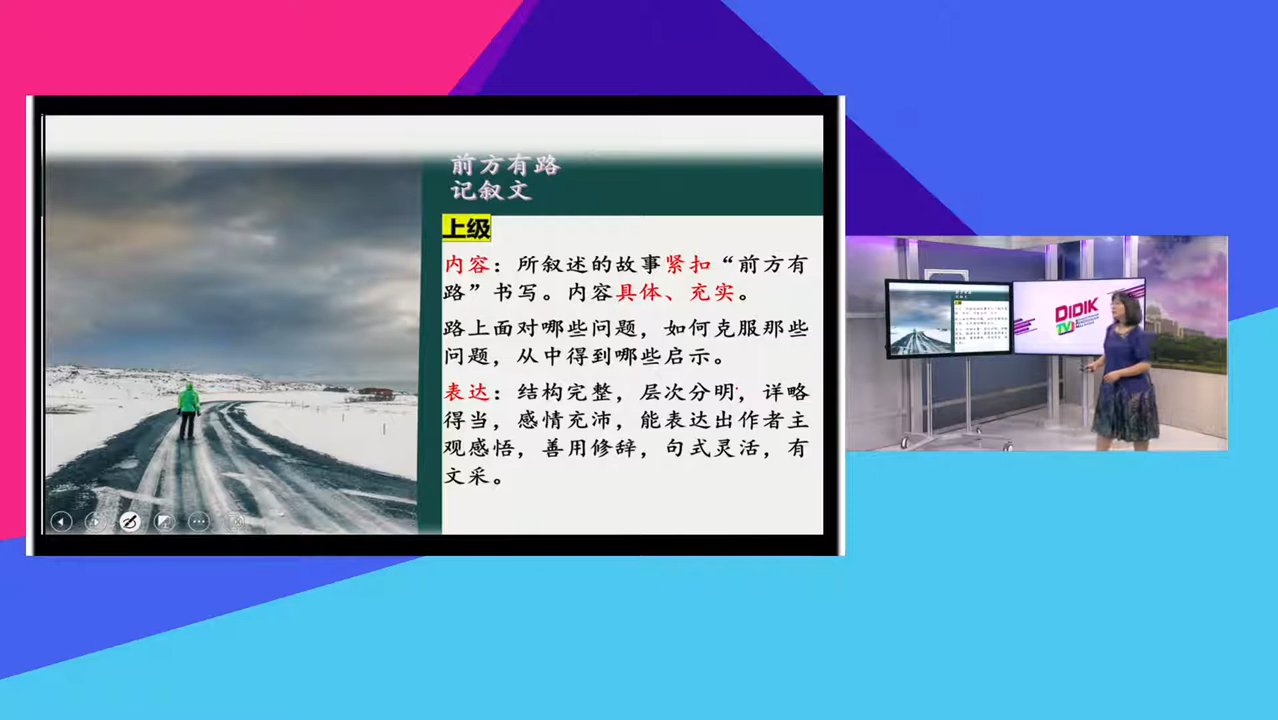 前方有路
记叙文
上级
内容：所叙述的故事紧扣“前方有
路”书写。内容具体、充实。
路上面对哪些问题，如何克服那些
问题，从中得到哪些启示。
表达：结构完整，层次分明，详略
得当，感情充沛，能表达出作者主
观感悟，善用修辞，句式灵活，有
文采。
DIDIK
TV